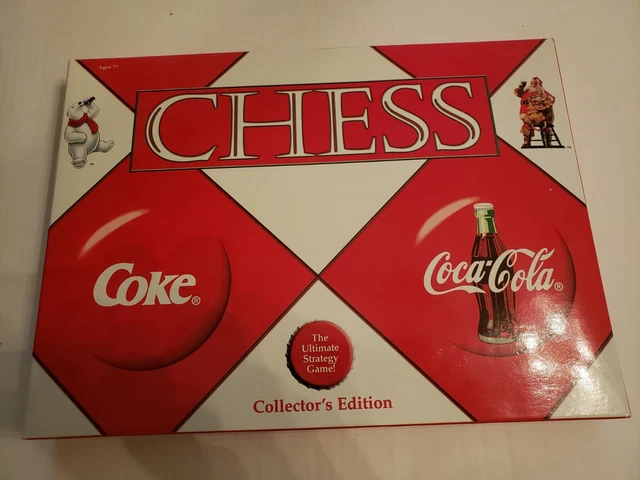 Ages 7+
CHESS
Coke®
Coca-Cola®
The
Ultimate
Strategy
Game!
Collector's Edition